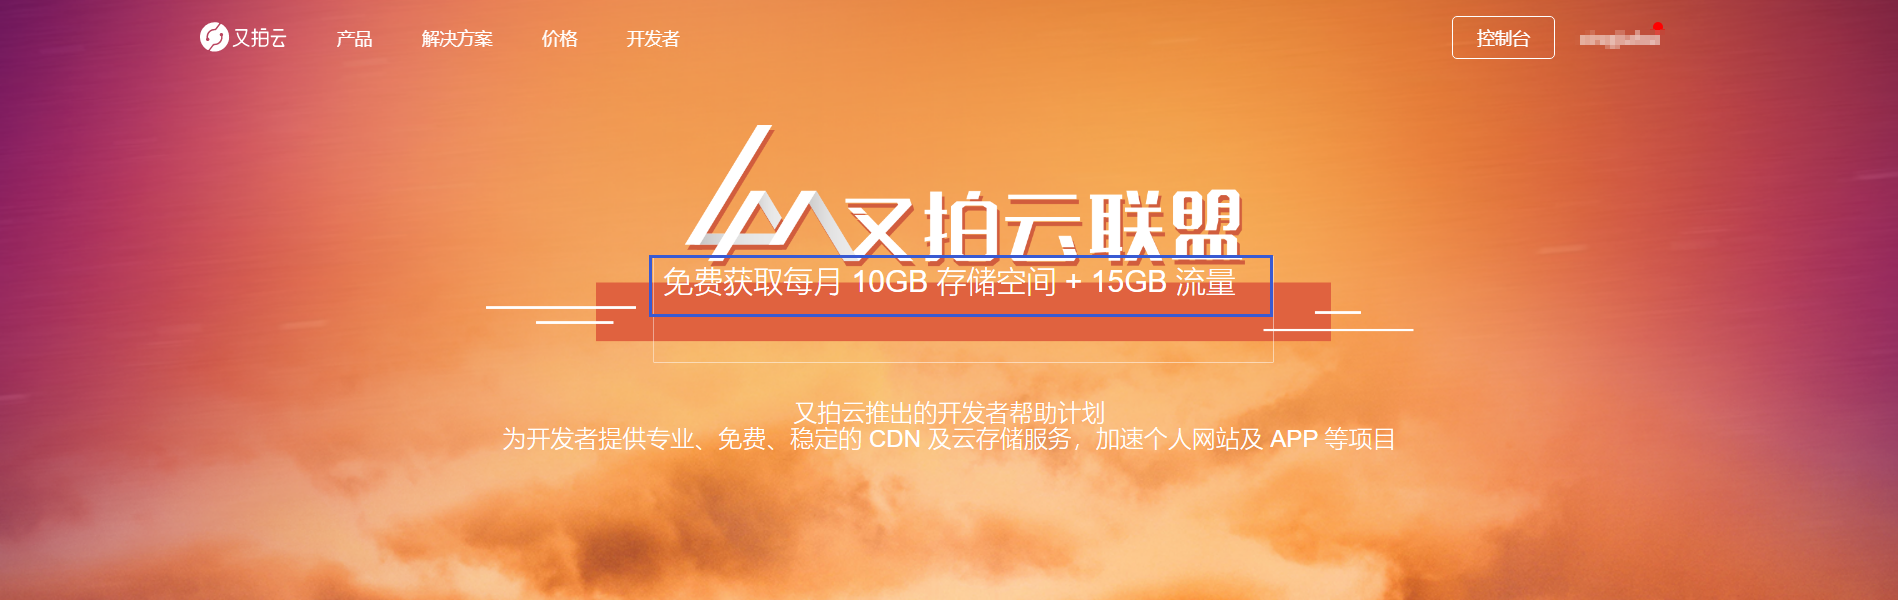 又拍云 产品 解决方案 价格 开发者 控制台
又拍云联盟
免费获取每月 10GB 存储空间 + 15GB 流量
又拍云推出的开发者帮助计划
为开发者提供专业、免费、稳定的 CDN 及云存储服务，加速个人网站及 APP 等项目